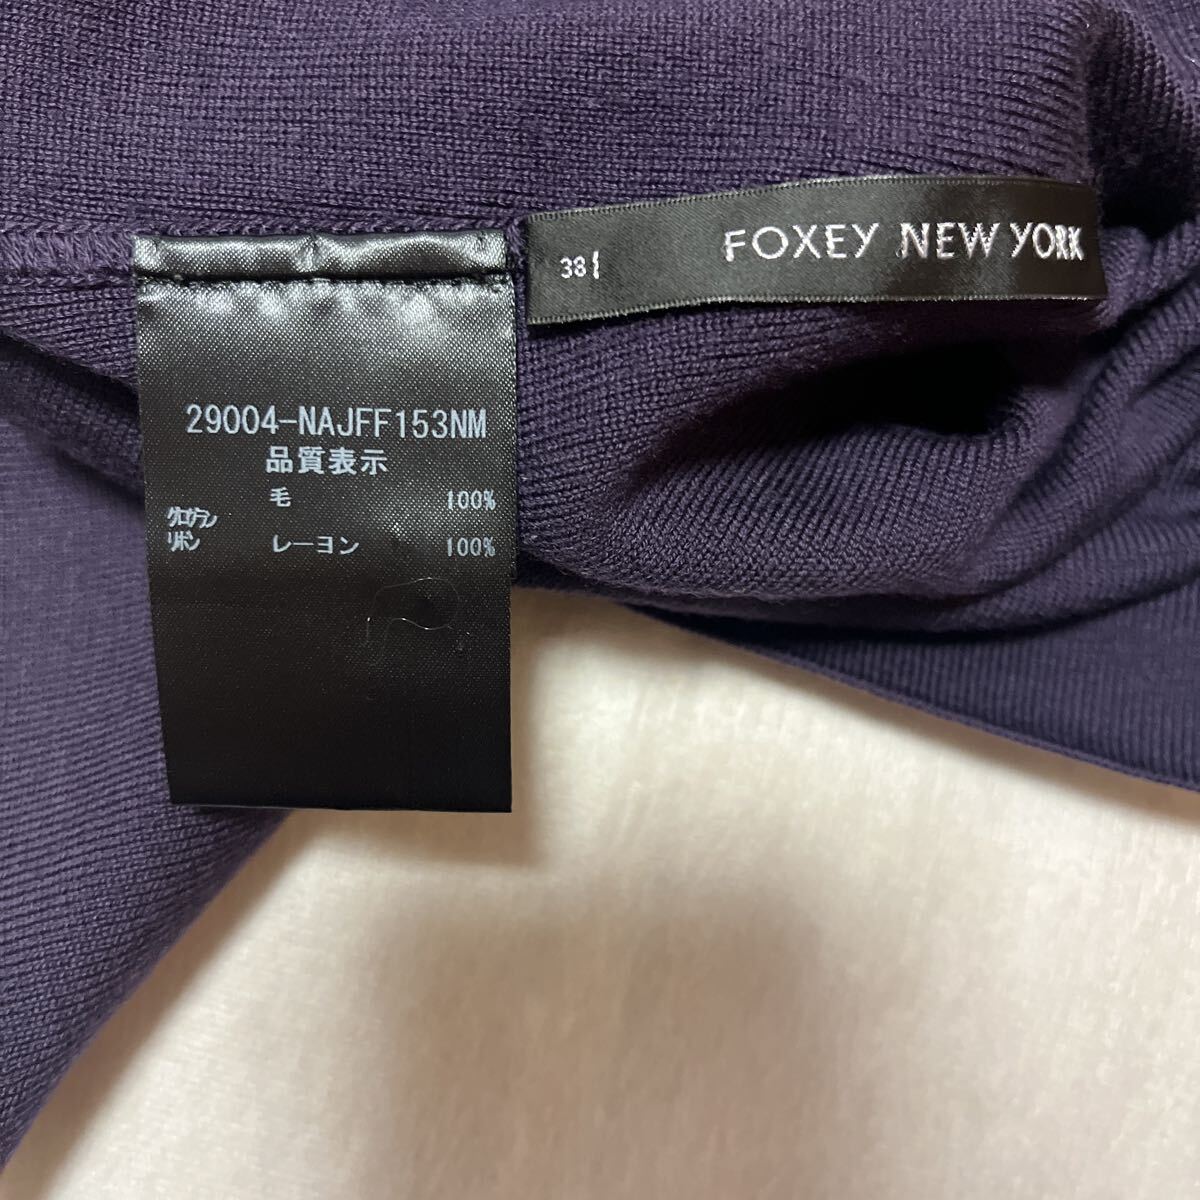 38
FOXEY NEW YORK
29004-NAJFF153NM
品質表示
毛 100%
グログラン
リボン レーヨン 100%